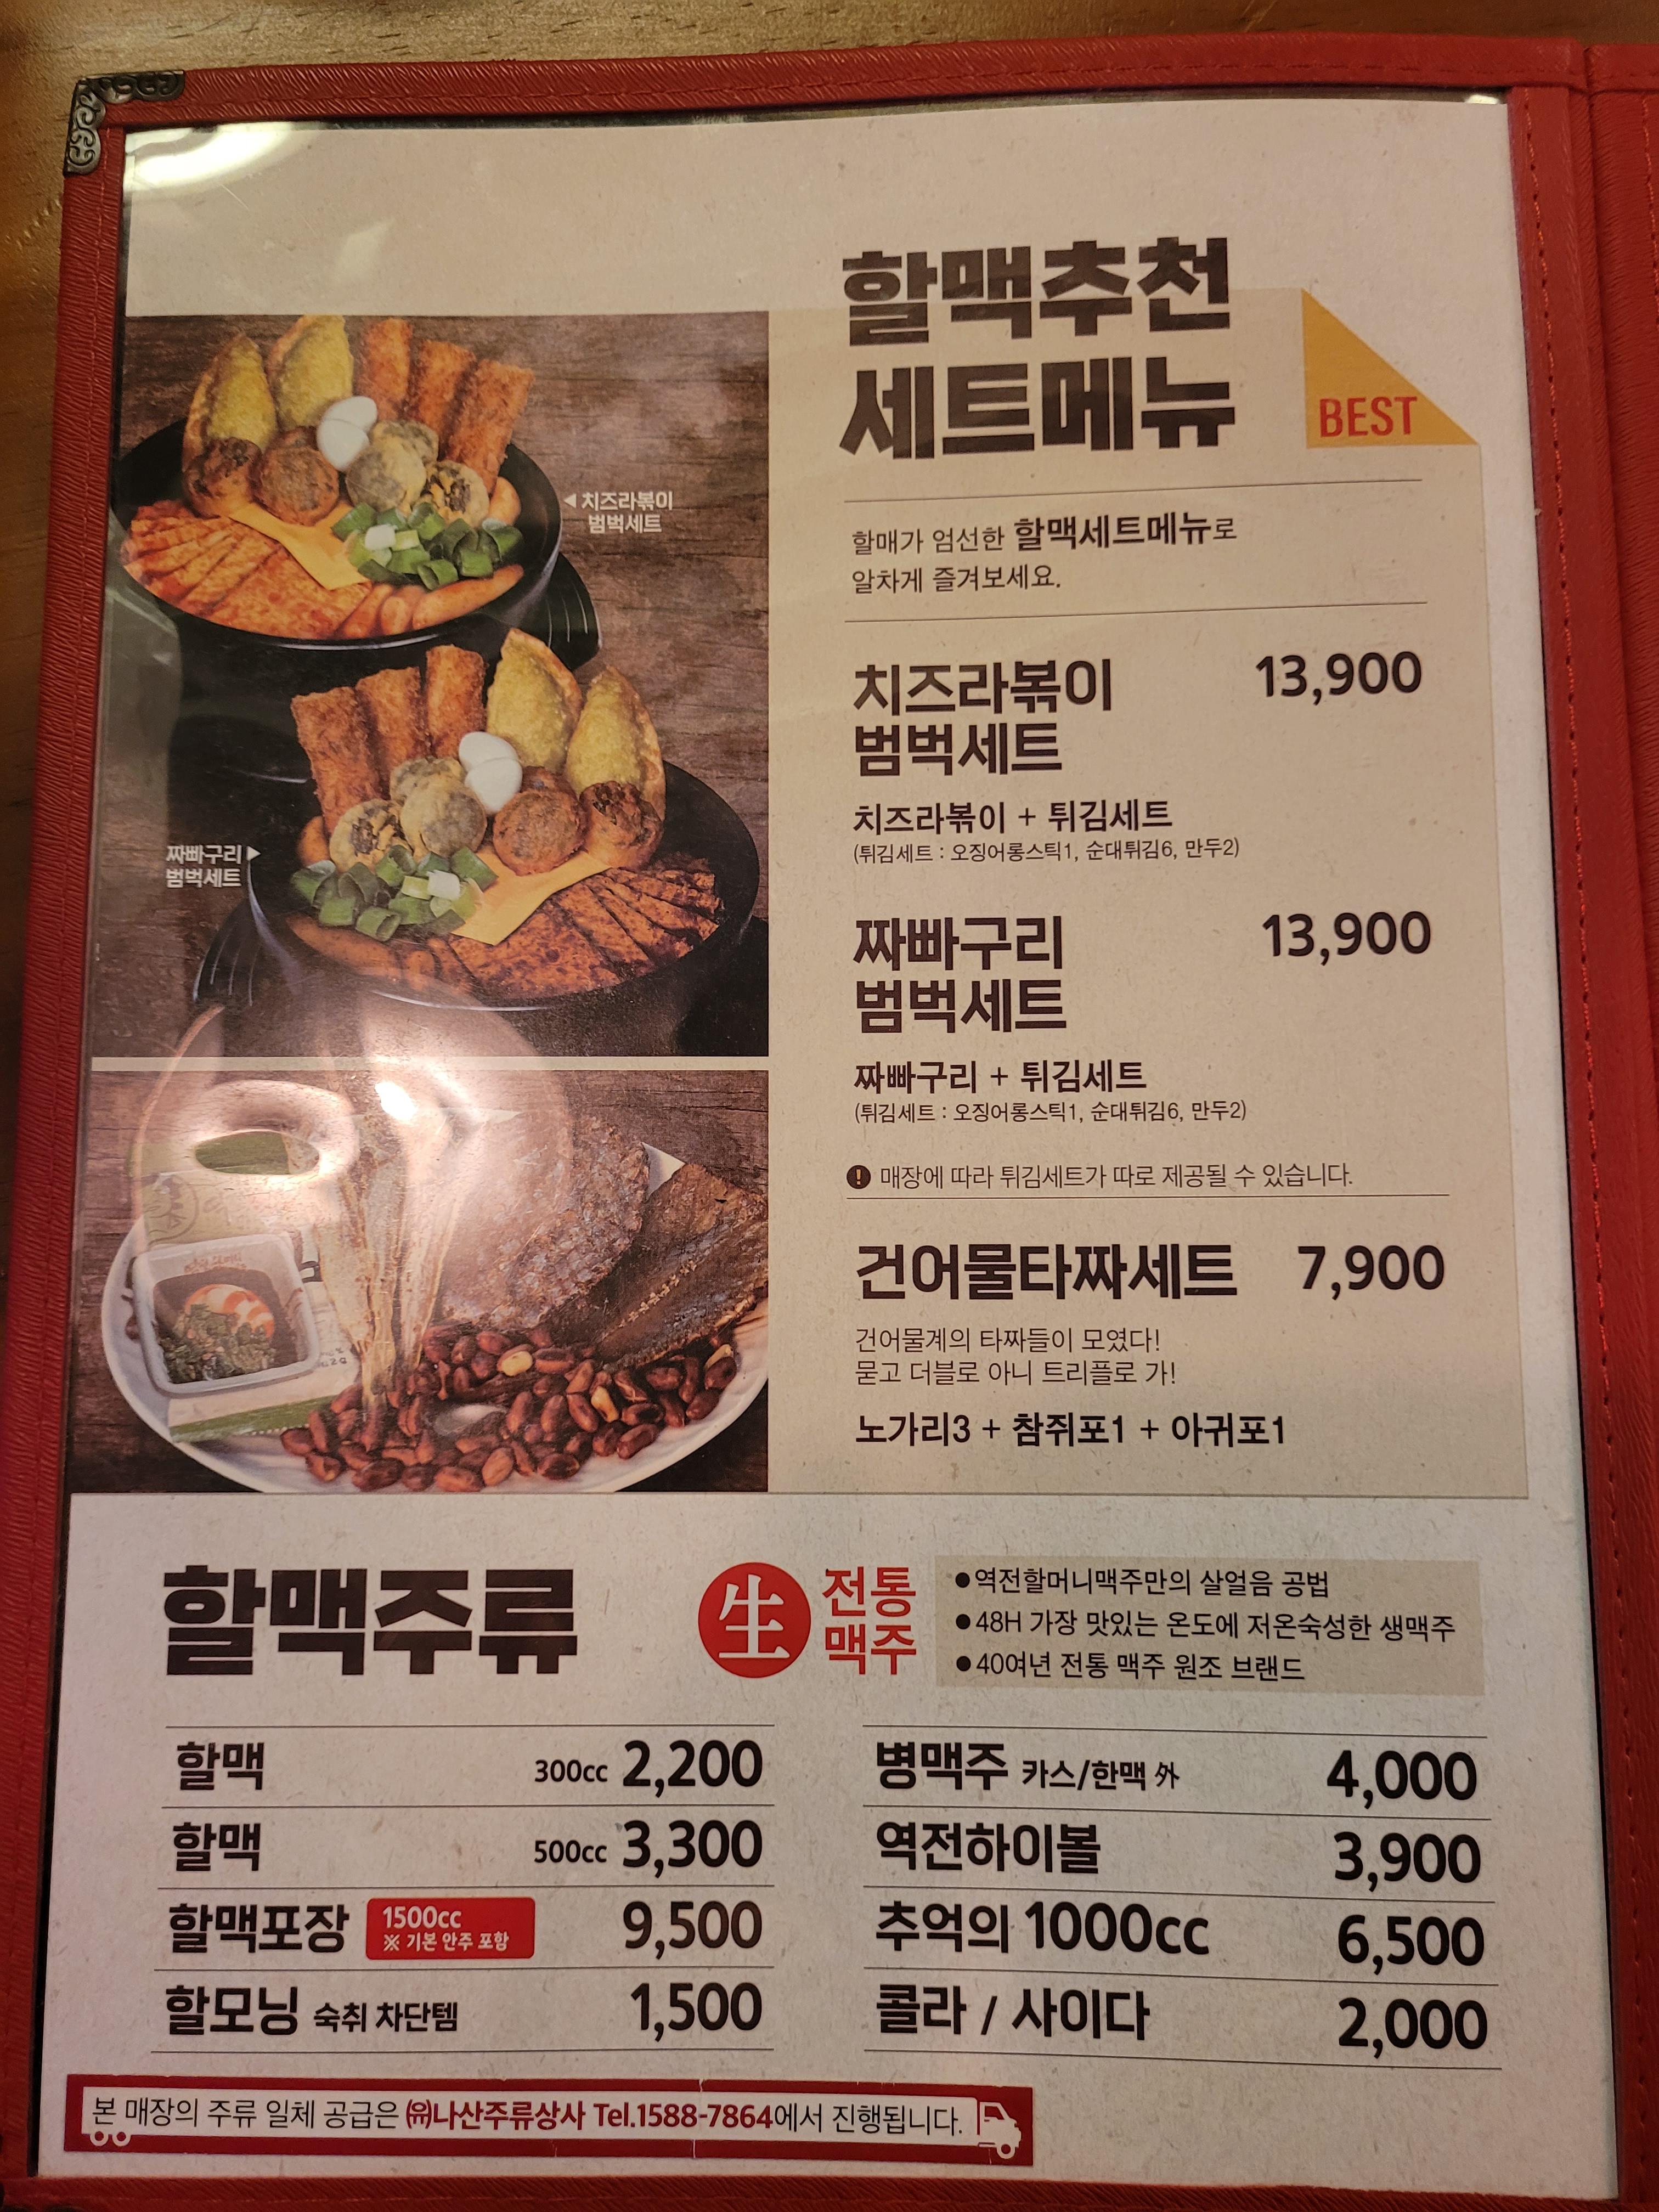 할맥추천
세트메뉴
BEST
할매가 엄선한 할맥세트메뉴로
알차게 즐겨보세요.
◀ 치즈라볶이
범벅세트
짜빠구리 ▶
범벅세트
치즈라볶이 13,900
범벅세트
치즈라볶이 + 튀김세트
(튀김세트 : 오징어롱스틱1, 순대튀김6, 만두2)
짜빠구리 13,900
범벅세트
짜빠구리 + 튀김세트
(튀김세트 : 오징어롱스틱1, 순대튀김6, 만두2)
! 매장에 따라 튀김세트가 따로 제공될 수 있습니다.
건어물타짜세트 7,900
건어물계의 타짜들이 모였다!
묻고 더블로 아니 트리플로 가!
노가리3 + 참쥐포1 + 아귀포1
할맥주류
生 전통
맥주
●역전할머니맥주만의 살얼음 공법
●48H 가장 맛있는 온도에 저온숙성한 생맥주
●40여년 전통 맥주 원조 브랜드
할맥 300cc 2,200
할맥 500cc 3,300
할맥포장 1500cc 9,500
※ 기본 안주 포함
할모닝 숙취 차단템 1,500
병맥주 카스/한맥 外 4,000
역전하이볼 3,900
추억의 1000cc 6,500
콜라 / 사이다 2,000
본 매장의 주류 일체 공급은 ㈲나산주류상사 Tel.1588-7864에서 진행됩니다.